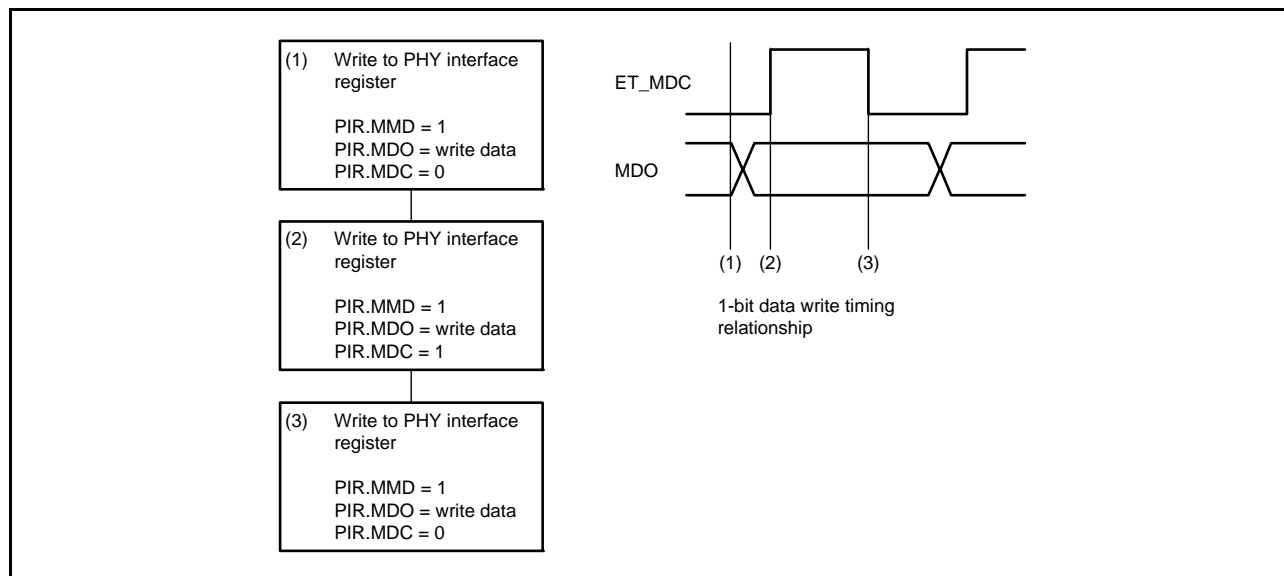 (1) Write to PHY interface
register
PIR.MMD = 1
PIR.MDO = write data
PIR.MDC = 0
(2) Write to PHY interface
register
PIR.MMD = 1
PIR.MDO = write data
PIR.MDC = 1
(3) Write to PHY interface
register
PIR.MMD = 1
PIR.MDO = write data
PIR.MDC = 0
ET_MDC
MDO
(1) (2) (3)
1-bit data write timing
relationship